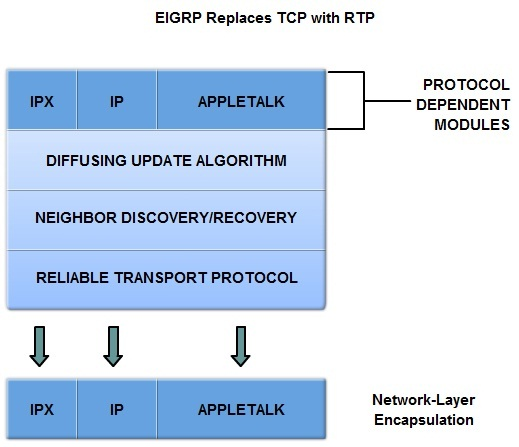 EIGRP Replaces TCP with RTP
IPX IP APPLETALK
PROTOCOL
DEPENDENT
MODULES
DIFFUSING UPDATE ALGORITHM
NEIGHBOR DISCOVERY/RECOVERY
RELIABLE TRANSPORT PROTOCOL
IPX IP APPLETALK
Network-Layer
Encapsulation